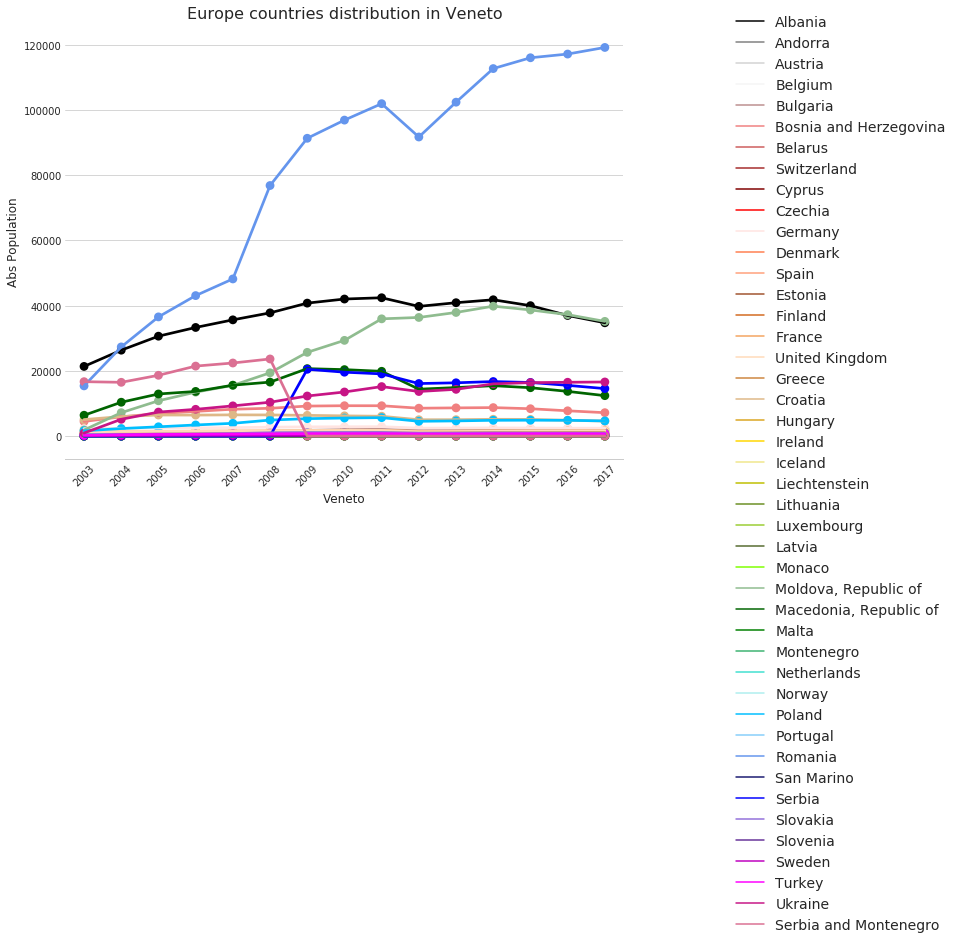 Europe countries distribution in Veneto
Abs Population
120000
100000
80000
60000
40000
20000
0
2003 2004 2005 2006 2007 2008 2009 2010 2011 2012 2013 2014 2015 2016 2017
Veneto
Albania
Andorra
Austria
Belgium
Bulgaria
Bosnia and Herzegovina
Belarus
Switzerland
Cyprus
Czechia
Germany
Denmark
Spain
Estonia
Finland
France
United Kingdom
Greece
Croatia
Hungary
Ireland
Iceland
Liechtenstein
Lithuania
Luxembourg
Latvia
Monaco
Moldova, Republic of
Macedonia, Republic of
Malta
Montenegro
Netherlands
Norway
Poland
Portugal
Romania
San Marino
Serbia
Slovakia
Slovenia
Sweden
Turkey
Ukraine
Serbia and Montenegro